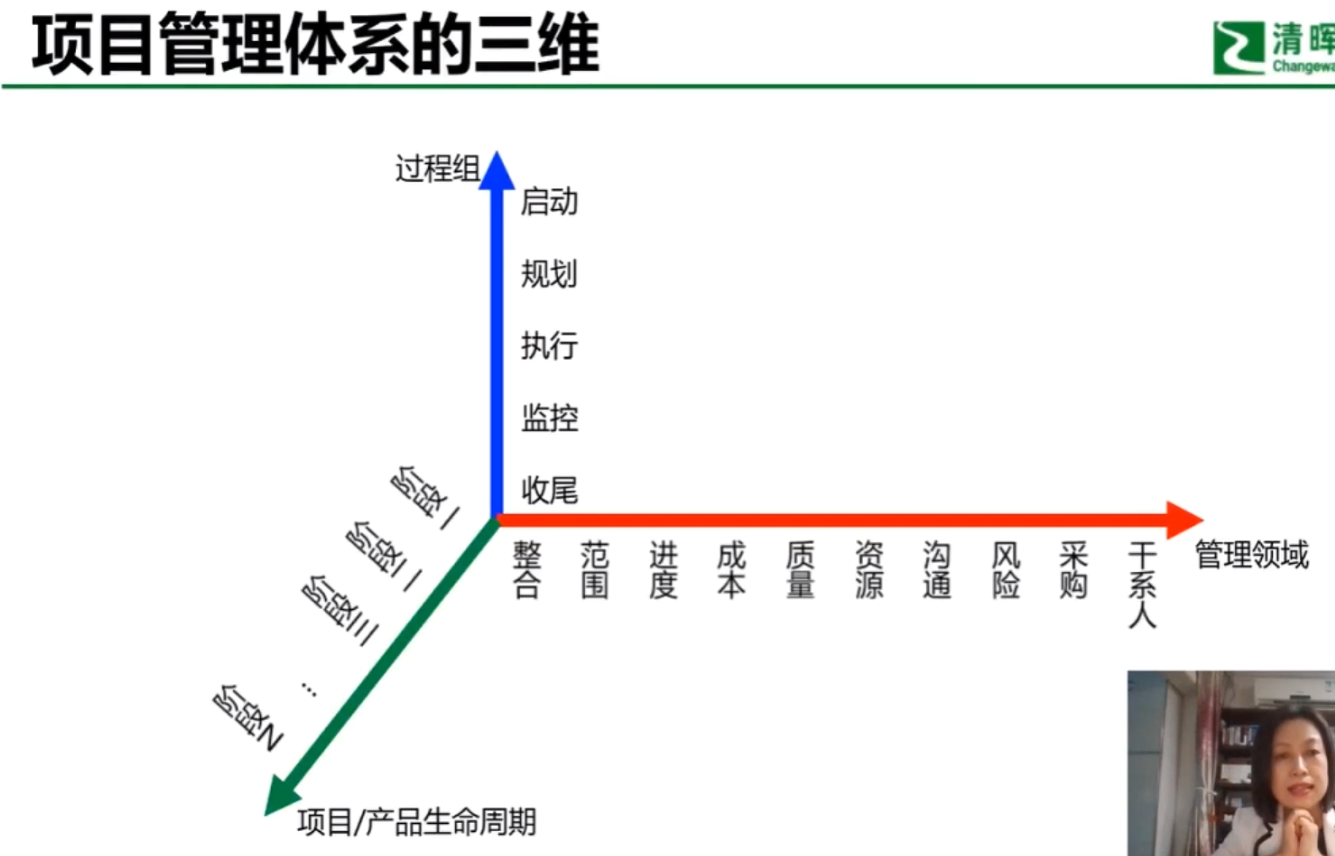 项目管理体系的三维
清晖
Changewa
过程组
启动
规划
执行
监控
收尾
阶段一
阶段二
阶段三
...
阶段N
整合
范围
进度
成本
质量
资源
沟通
风险
采购
干系人
管理领域
项目/产品生命周期